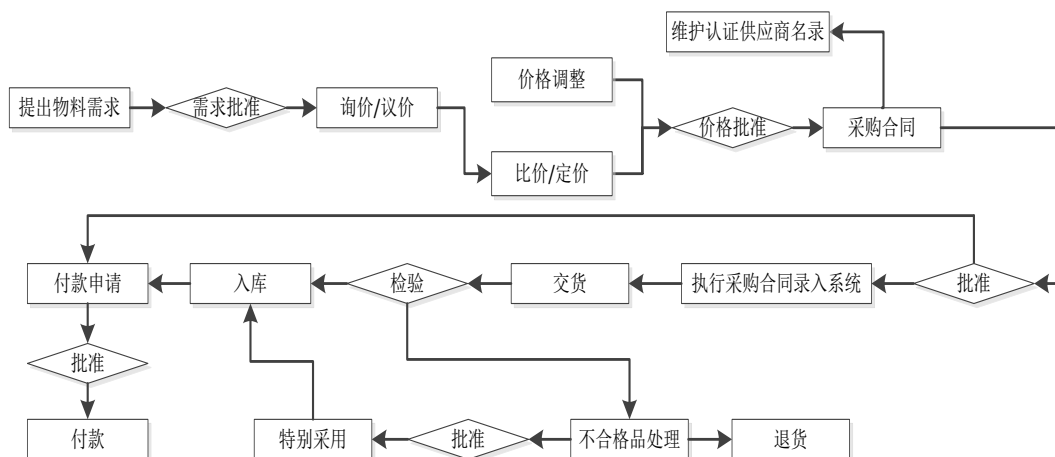 维护认证供应商名录
价格调整
提出物料需求
需求批准
询价/议价
价格批准
采购合同
比价/定价
付款申请
入库
检验
交货
执行采购合同录入系统
批准
批准
付款
特别采用
批准
不合格品处理
退货